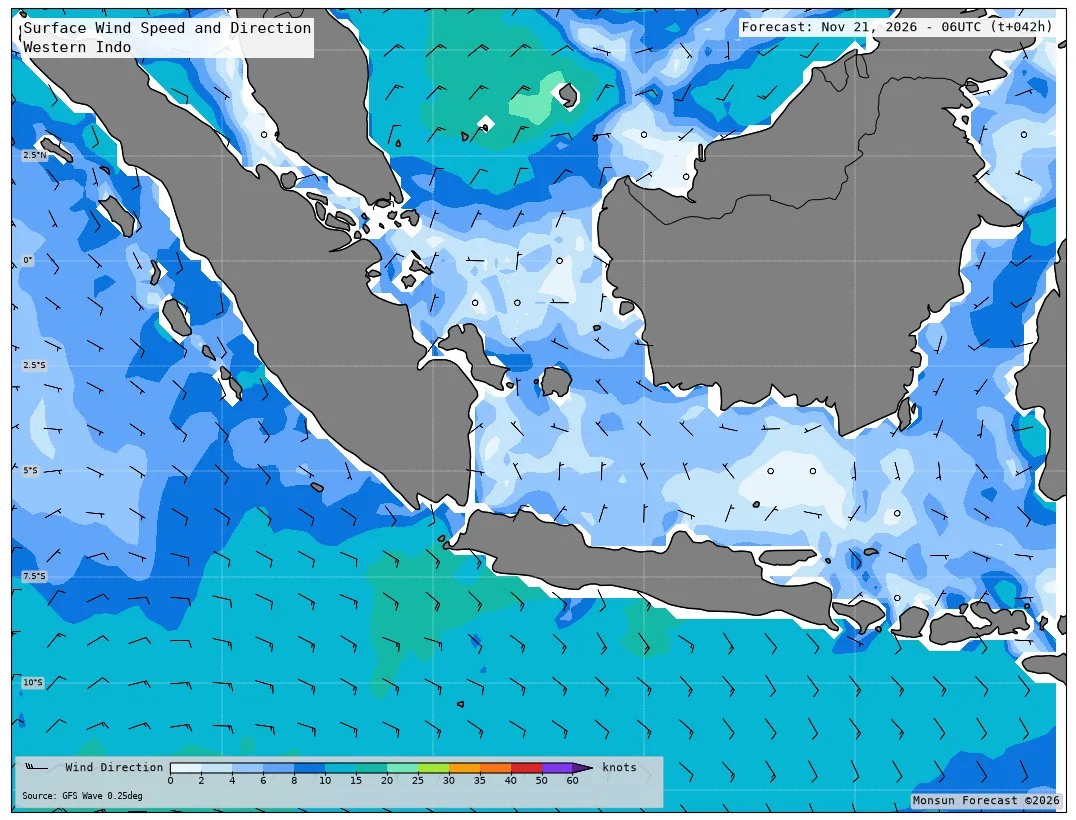 Surface Wind Speed and Direction
Western Indo
Forecast: Nov 21, 2026 - 06UTC (t+042h)
2.5°N
0°
2.5°S
5°S
7.5°S
10°S
Wind Direction
0 2 4 6 8 10 15 20 25 30 40 50 60
knots
Source: GFS Wave 0.25deg
Monsun Forecast ©2026